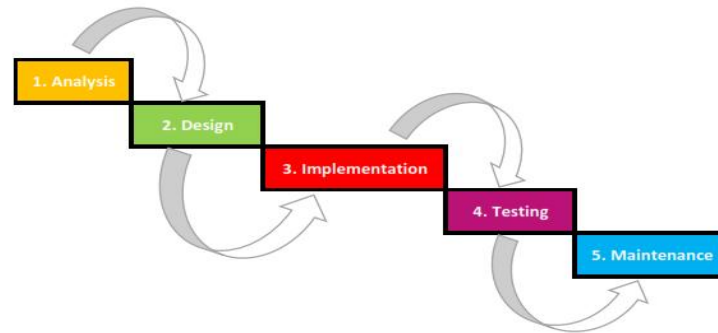 1. Analysis
2. Design
3. Implementation
4. Testing
5. Maintenance